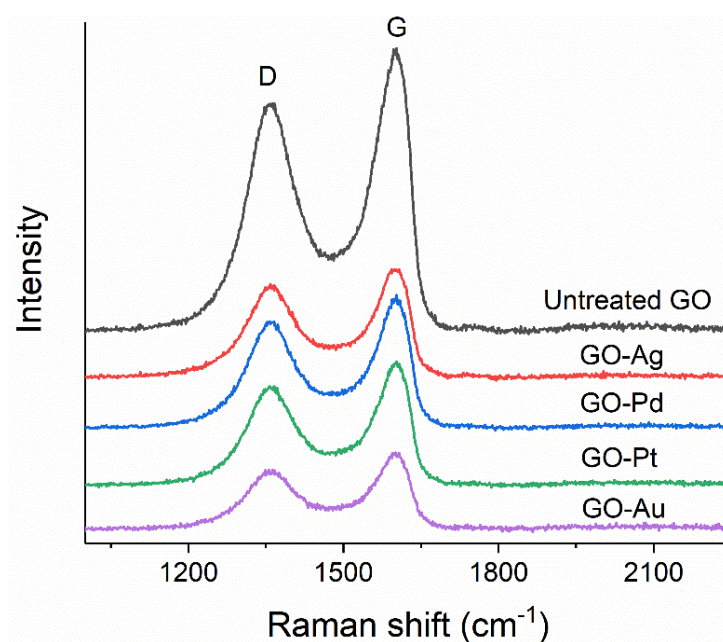 G
D
Intensity
Untreated GO
GO-Ag
GO-Pd
GO-Pt
GO-Au
1200 1500 1800 2100
Raman shift (cm⁻¹)